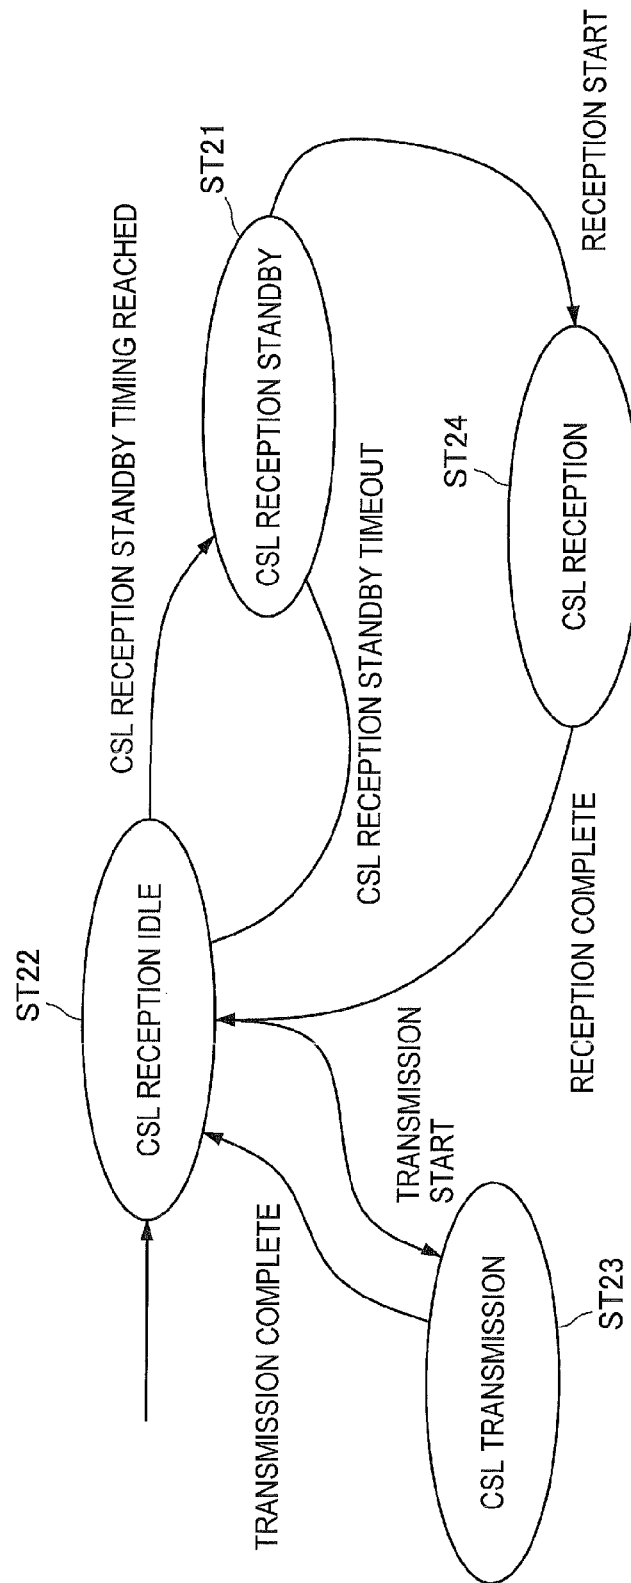 ST22
CSL RECEPTION IDLE
CSL RECEPTION STANDBY TIMING REACHED
ST21
CSL RECEPTION STANDBY
CSL RECEPTION STANDBY TIMEOUT
RECEPTION START
ST24
CSL RECEPTION
RECEPTION COMPLETE
TRANSMISSION
START
TRANSMISSION COMPLETE
CSL TRANSMISSION
ST23